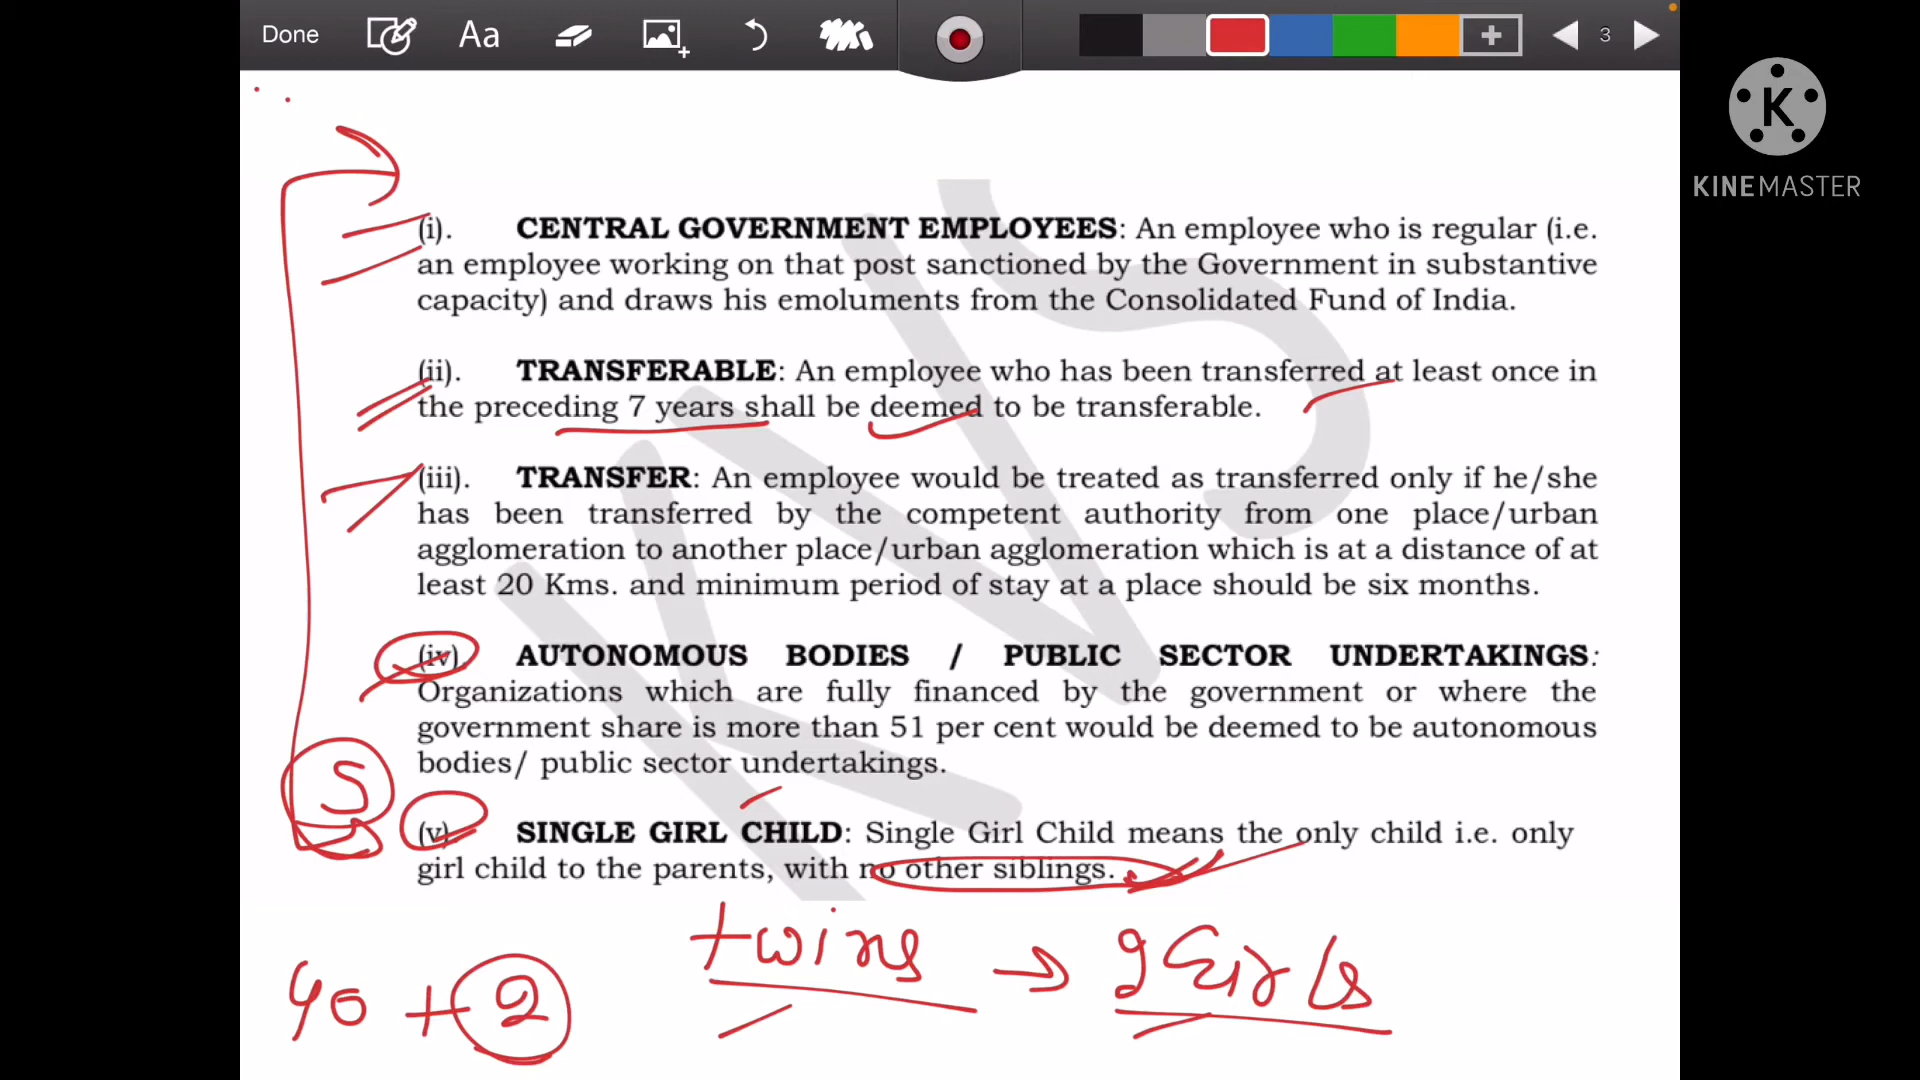 Done Aa 3
K
KINEMASTER
(i). CENTRAL GOVERNMENT EMPLOYEES: An employee who is regular (i.e.
an employee working on that post sanctioned by the Government in substantive
capacity) and draws his emoluments from the Consolidated Fund of India.
(ii). TRANSFERABLE: An employee who has been transferred at least once in
the preceding 7 years shall be deemed to be transferable.
(iii). TRANSFER: An employee would be treated as transferred only if he/she
has been transferred by the competent authority from one place/urban
agglomeration to another place/urban agglomeration which is at a distance of at
least 20 Kms. and minimum period of stay at a place should be six months.
(iv). AUTONOMOUS BODIES / PUBLIC SECTOR UNDERTAKINGS:
Organizations which are fully financed by the government or where the
government share is more than 51 per cent would be deemed to be autonomous
bodies/ public sector undertakings.
(v). SINGLE GIRL CHILD: Single Girl Child means the only child i.e. only
girl child to the parents, with no other siblings.
KVS
S
twins → 2 Girls
40 + 2